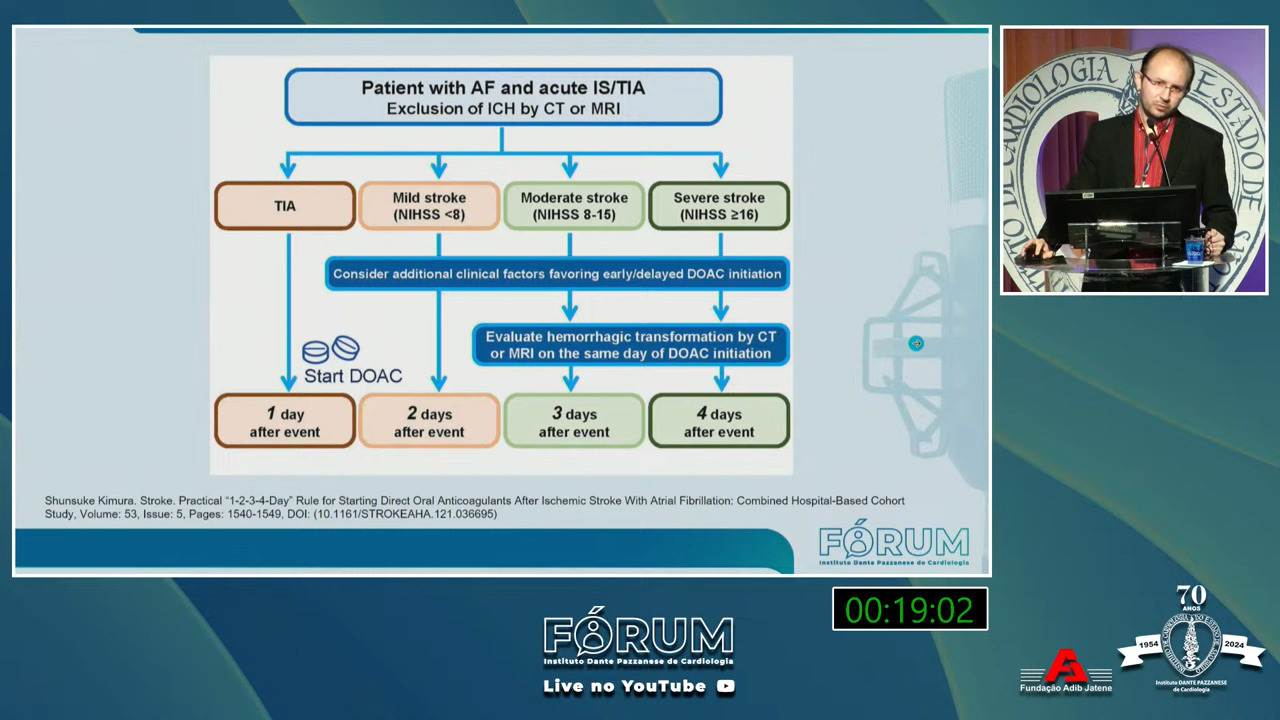 Patient with AF and acute IS/TIA
Exclusion of ICH by CT or MRI
TIA
Mild stroke
(NIHSS <8)
Moderate stroke
(NIHSS 8-15)
Severe stroke
(NIHSS ≥16)
Consider additional clinical factors favoring early/delayed DOAC initiation
Evaluate hemorrhagic transformation by CT
or MRI on the same day of DOAC initiation
Start DOAC
1 day
after event
2 days
after event
3 days
after event
4 days
after event
Shunsuke Kimura. Stroke. Practical “1-2-3-4-Day” Rule for Starting Direct Oral Anticoagulants After Ischemic Stroke With Atrial Fibrillation: Combined Hospital-Based Cohort
Study, Volume: 53, Issue: 5, Pages: 1540-1549, DOI: (10.1161/STROKEAHA.121.036695)
FÓRUM
Instituto Dante Pazzanese de Cardiologia
CARDIOLOGIA
ESTADO DE
00:19:02
FÓRUM
Instituto Dante Pazzanese de Cardiologia
Live no YouTube
Fundação Adib Jatene
70
ANOS
1954
2024
Instituto DANTE PAZZANESE
de Cardiologia